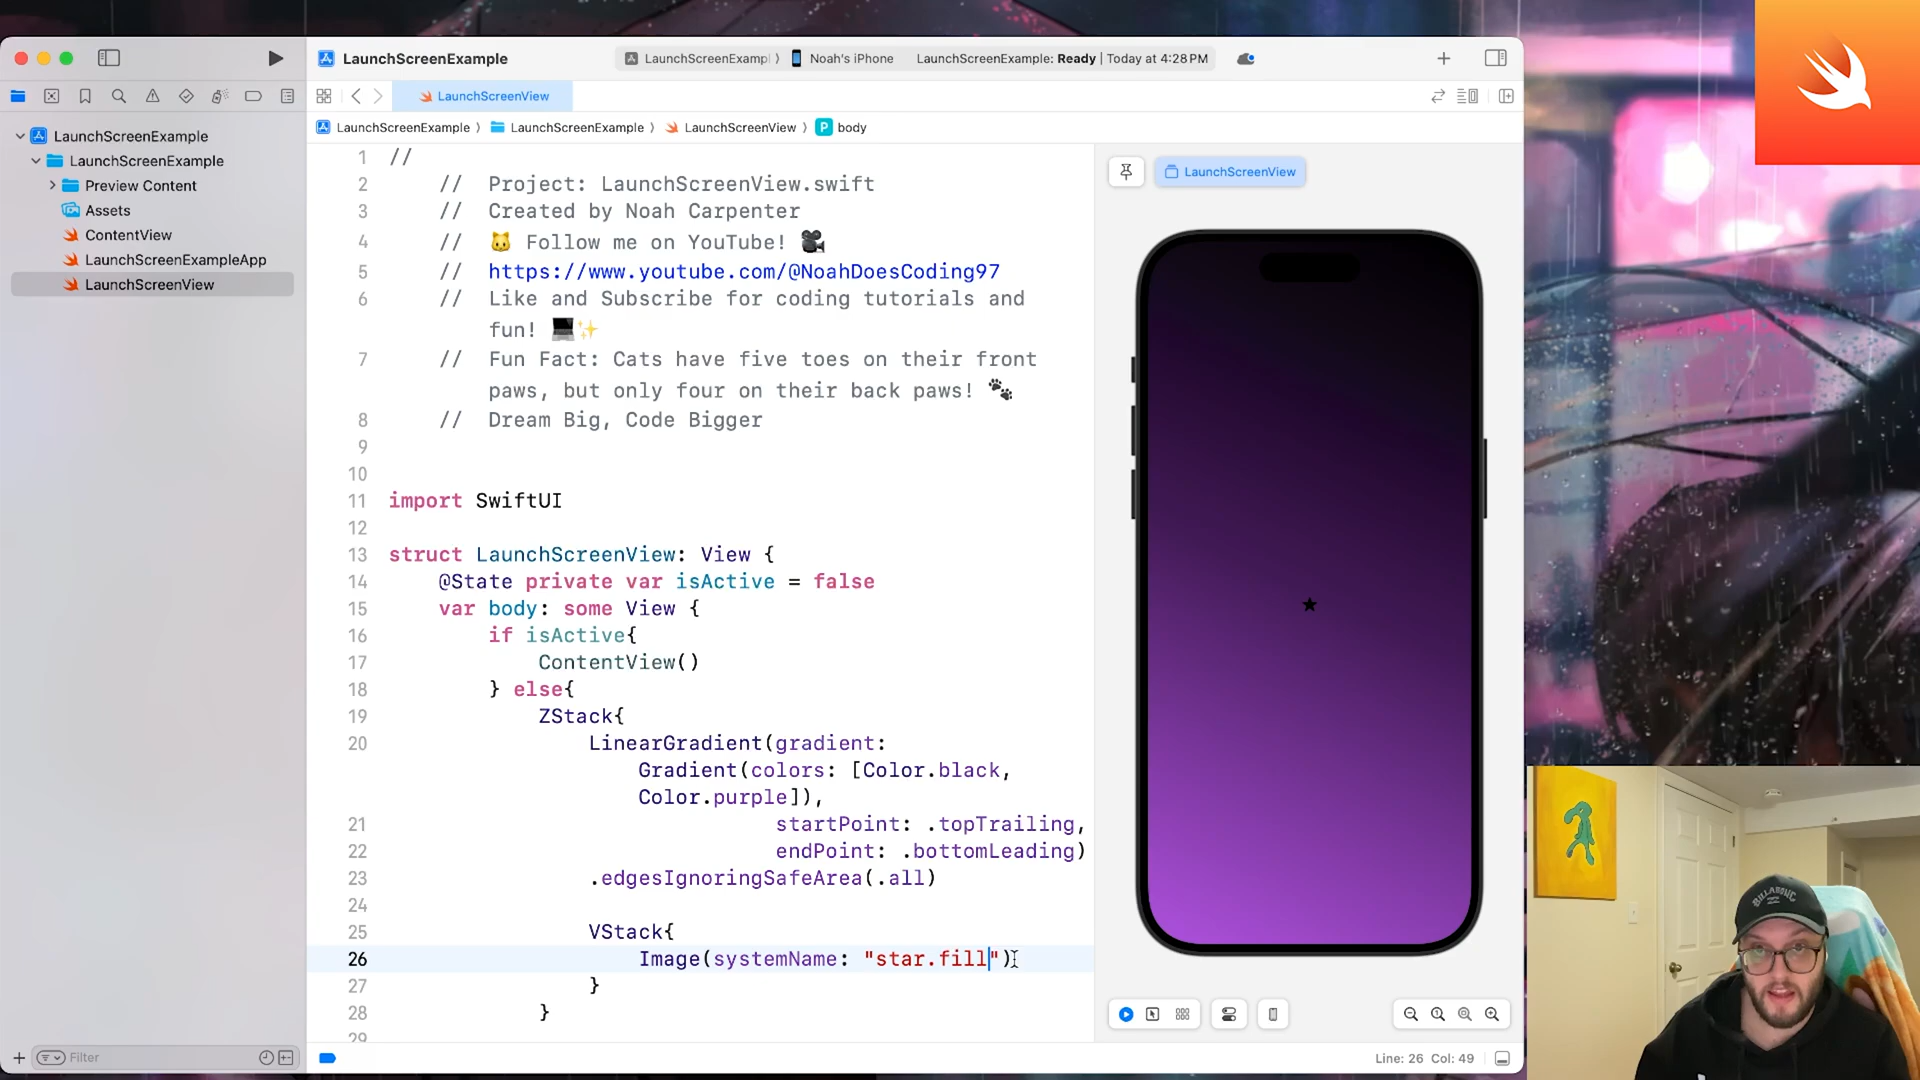 LaunchScreenExample
LaunchScreenExampl
Noah's iPhone
LaunchScreenExample: Ready | Today at 4:28 PM
LaunchScreenView
LaunchScreenExample
LaunchScreenExample
LaunchScreenView
P body
LaunchScreenExample
LaunchScreenExample
Preview Content
Assets
ContentView
LaunchScreenExampleApp
LaunchScreenView
1 //
2 // Project: LaunchScreenView.swift
3 // Created by Noah Carpenter
4 // 🐱 Follow me on YouTube! 🎥
5 // https://www.youtube.com/@NoahDoesCoding97
6 // Like and Subscribe for coding tutorials and
fun! 💻✨
7 // Fun Fact: Cats have five toes on their front
paws, but only four on their back paws! 🐾
8 // Dream Big, Code Bigger
9
10
11 import SwiftUI
12
13 struct LaunchScreenView: View {
14 @State private var isActive = false
15 var body: some View {
16 if isActive{
17 ContentView()
18 } else{
19 ZStack{
20 LinearGradient(gradient:
Gradient(colors: [Color.black,
Color.purple]),
21 startPoint: .topTrailing,
22 endPoint: .bottomLeading)
23 .edgesIgnoringSafeArea(.all)
24
25 VStack{
26 Image(systemName: "star.fill")
27 }
28 }
29
LaunchScreenView
Filter
Line: 26 Col: 49
BILLABONG